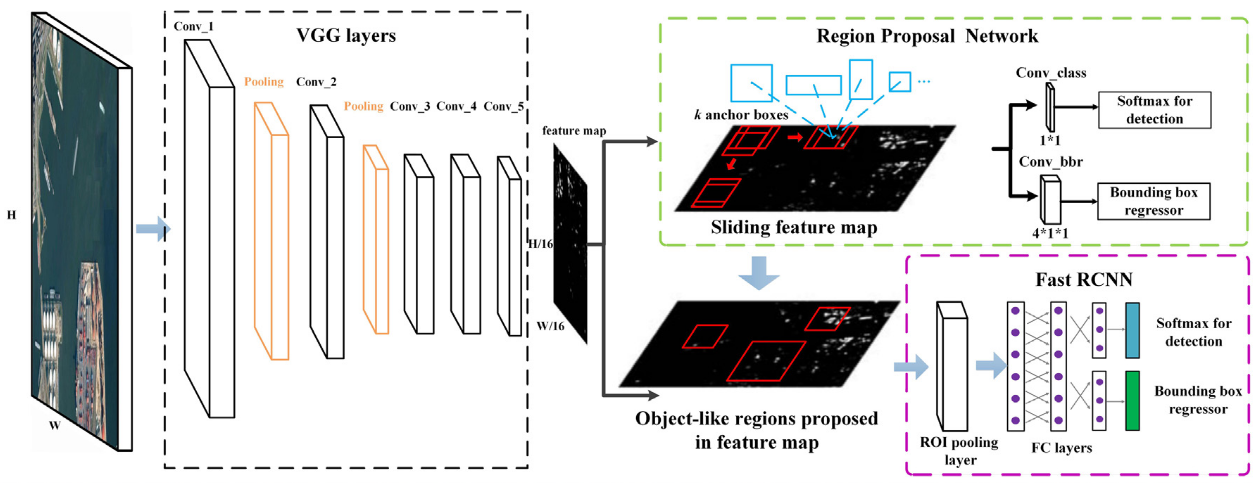 H
W
VGG layers
Conv_1
Pooling
Conv_2
Pooling
Conv_3
Conv_4
Conv_5
feature map
H/16
W/16
Region Proposal Network
k anchor boxes
...
Sliding feature map
Conv_class
1*1
Softmax for
detection
Conv_bbr
4*1*1
Bounding box
regressor
Object-like regions proposed
in feature map
Fast RCNN
ROI pooling
layer
FC layers
Softmax for
detection
Bounding box
regressor